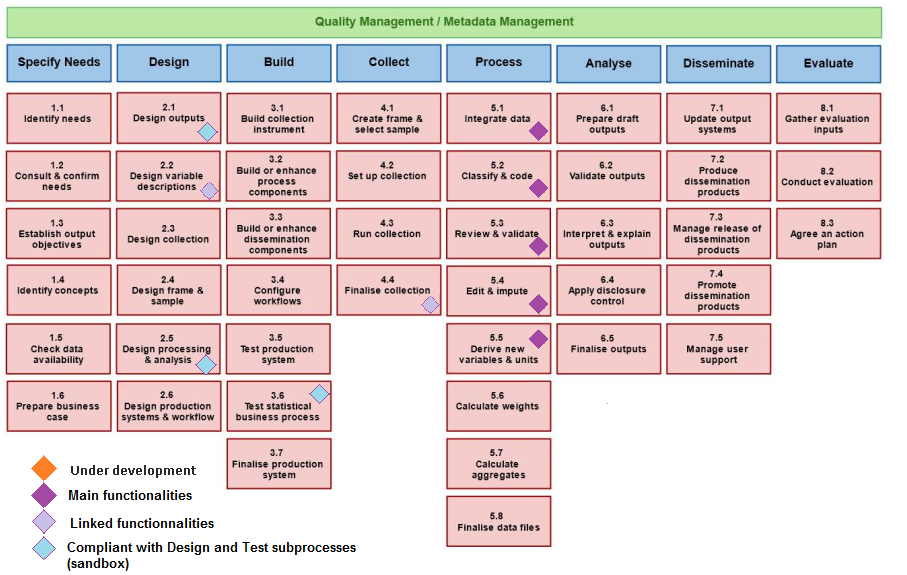 Quality Management / Metadata Management
Specify Needs
Design
Build
Collect
Process
Analyse
Disseminate
Evaluate
1.1
Identify needs
2.1
Design outputs
3.1
Build collection
instrument
4.1
Create frame &
select sample
5.1
Integrate data
6.1
Prepare draft
outputs
7.1
Update output
systems
8.1
Gather evaluation
inputs
1.2
Consult & confirm
needs
2.2
Design variable
descriptions
3.2
Build or enhance
process
components
4.2
Set up collection
5.2
Classify & code
6.2
Validate outputs
7.2
Produce
dissemination
products
8.2
Conduct evaluation
1.3
Establish output
objectives
2.3
Design collection
3.3
Build or enhance
dissemination
components
4.3
Run collection
5.3
Review & validate
6.3
Interpret & explain
outputs
7.3
Manage release of
dissemination
products
8.3
Agree an action
plan
1.4
Identify concepts
2.4
Design frame &
sample
3.4
Configure
workflows
4.4
Finalise collection
5.4
Edit & impute
6.4
Apply disclosure
control
7.4
Promote
dissemination
products
1.5
Check data
availability
2.5
Design processing
& analysis
3.5
Test production
system
5.5
Derive new
variables & units
6.5
Finalise outputs
7.5
Manage user
support
1.6
Prepare business
case
2.6
Design production
systems & workflow
3.6
Test statistical
business process
5.6
Calculate weights
3.7
Finalise production
system
5.7
Calculate
aggregates
5.8
Finalise data files
Under development
Main functionalities
Linked functionnalities
Compliant with Design and Test subprocesses
(sandbox)